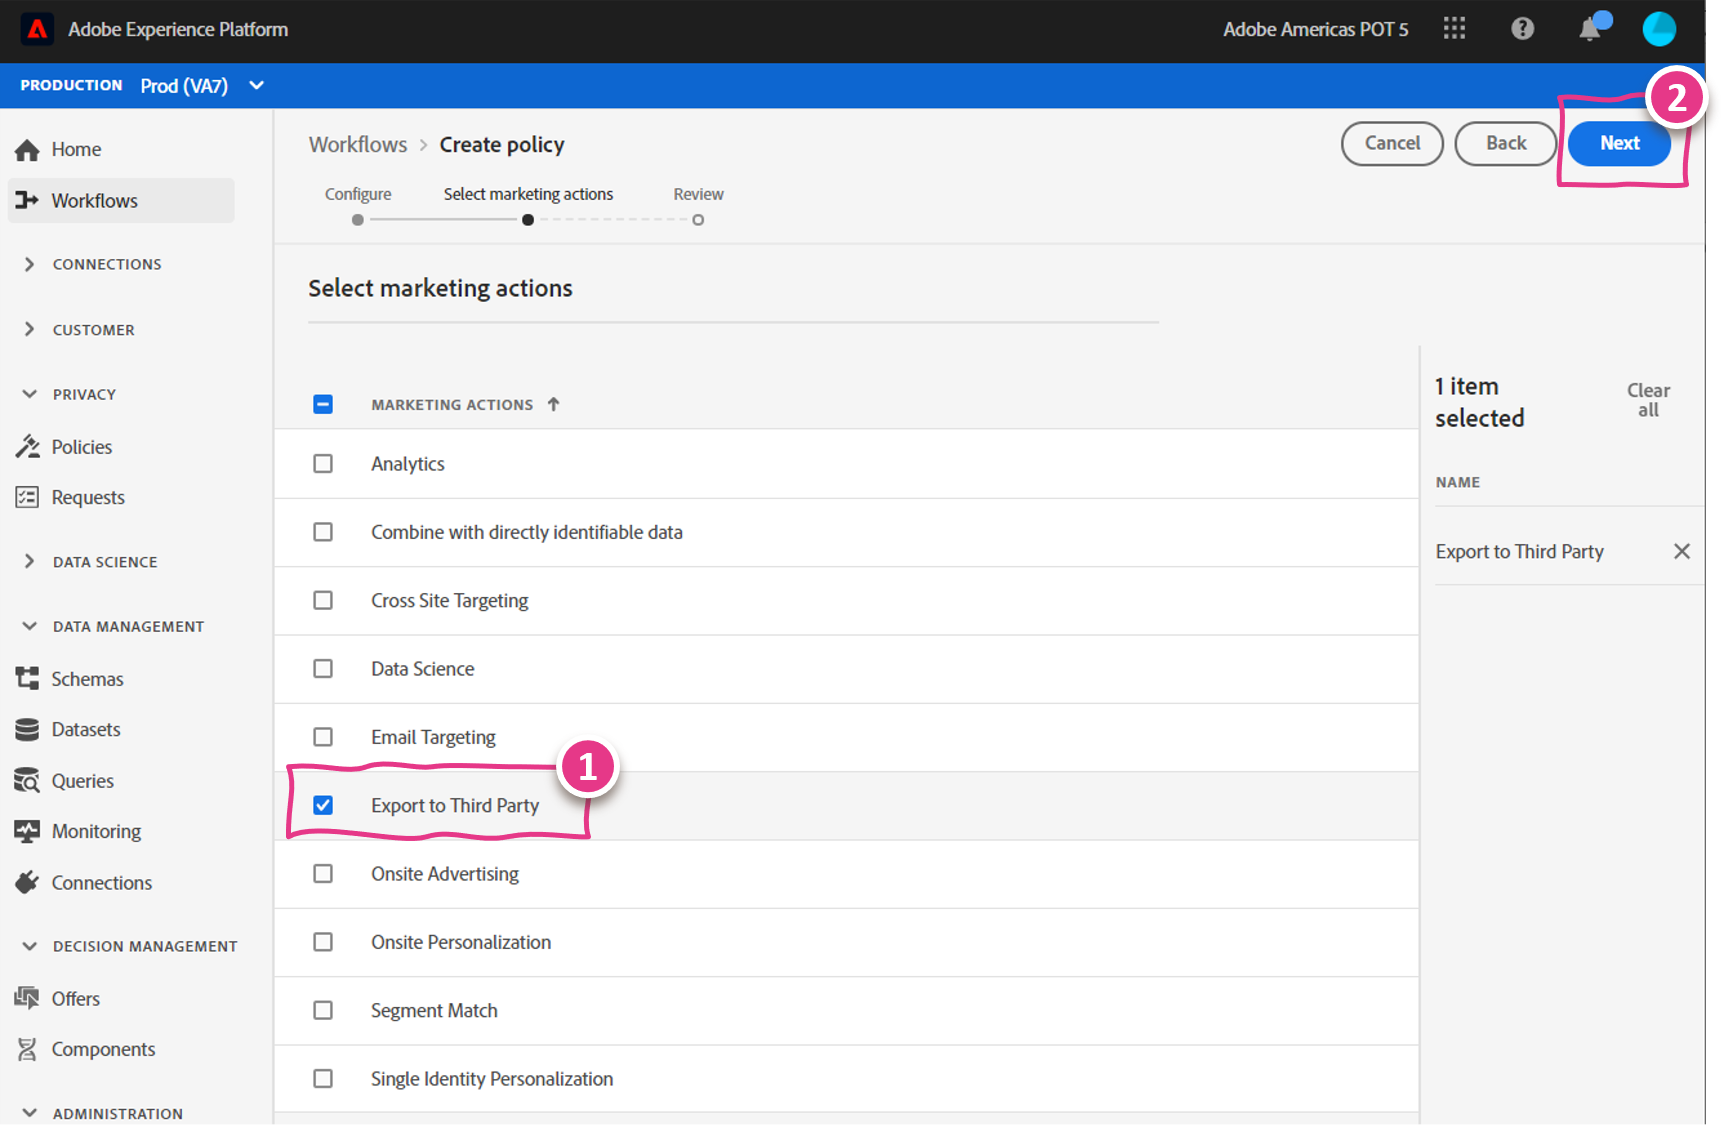 Adobe Experience Platform
Adobe Americas POT 5
PRODUCTION Prod (VA7)
2
Home
Workflows
CONNECTIONS
CUSTOMER
PRIVACY
Policies
Requests
DATA SCIENCE
DATA MANAGEMENT
Schemas
Datasets
Queries
Monitoring
Connections
DECISION MANAGEMENT
Offers
Components
ADMINISTRATION
Workflows > Create policy
Cancel
Back
Next
Configure
Select marketing actions
Review
Select marketing actions
MARKETING ACTIONS
Analytics
Combine with directly identifiable data
Cross Site Targeting
Data Science
Email Targeting
1
Export to Third Party
Onsite Advertising
Onsite Personalization
Segment Match
Single Identity Personalization
1 item
selected
Clear
all
NAME
Export to Third Party